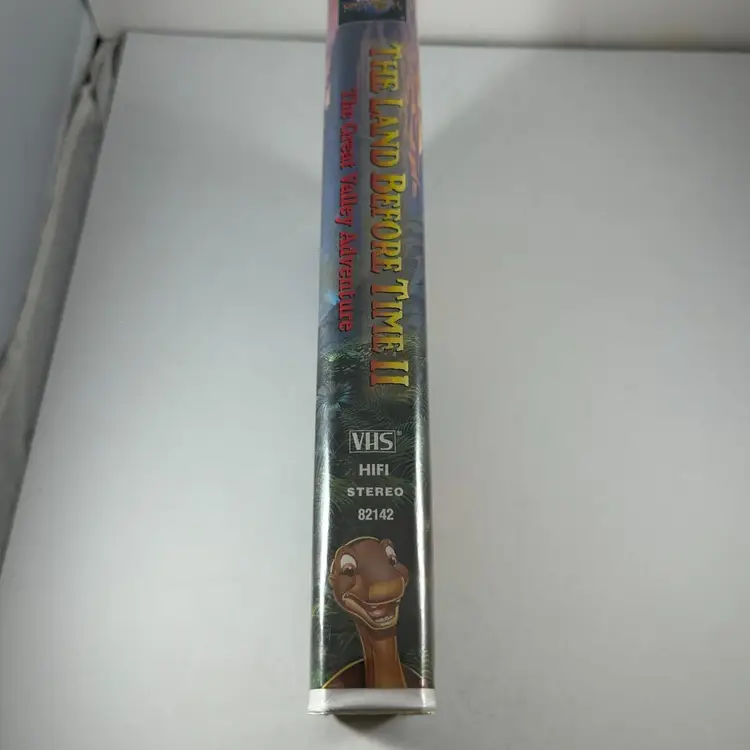 THE LAND BEFORE TIME II
The Great Valley Adventure
VHS®
HIFI
STEREO
82142